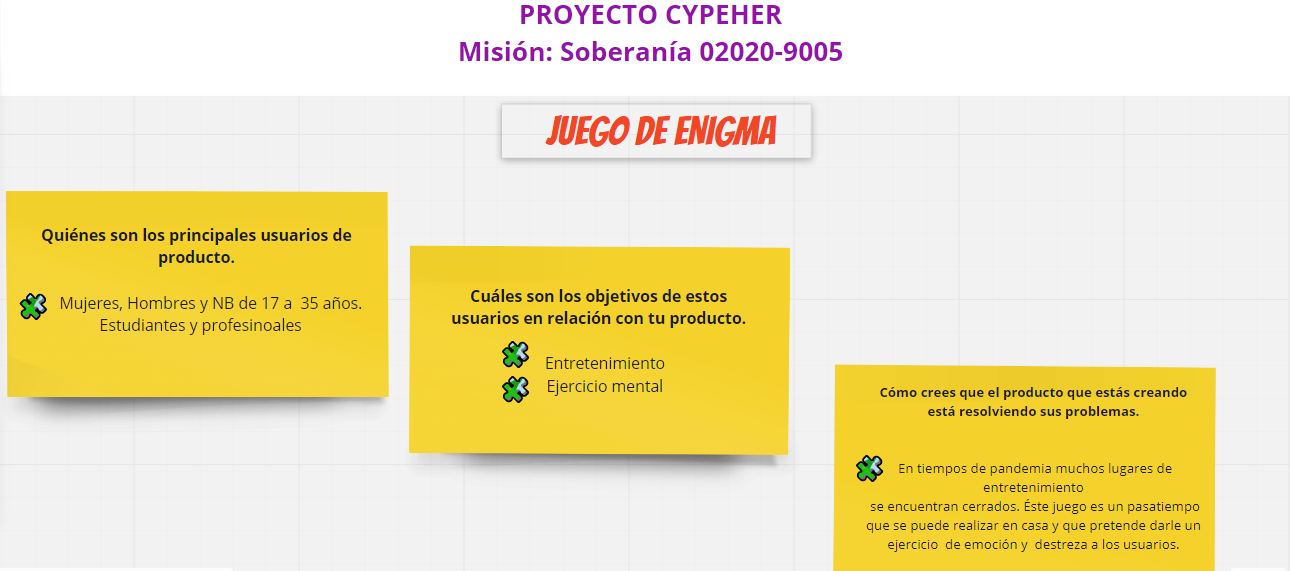 PROYECTO CYPEHER
Misión: Soberanía 02020-9005
JUEGO DE ENIGMA
Quiénes son los principales usuarios de
producto.
Mujeres, Hombres y NB de 17 a 35 años.
Estudiantes y profesinoales
Cuáles son los objetivos de estos
usuarios en relación con tu producto.
Entretenimiento
Ejercicio mental
Cómo crees que el producto que estás creando
está resolviendo sus problemas.
En tiempos de pandemia muchos lugares de
entretenimiento
se encuentran cerrados. Éste juego es un pasatiempo
que se puede realizar en casa y que pretende darle un
ejercicio de emoción y destreza a los usuarios.